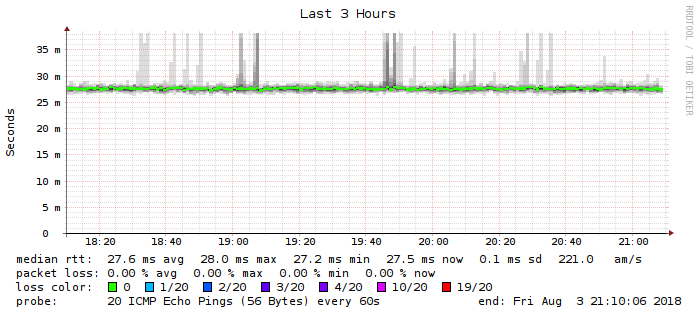 Last 3 Hours
RRDTOOL / TOBI OETIKER
Seconds
35 m
30 m
25 m
20 m
15 m
10 m
5 m
0
18:20 18:40 19:00 19:20 19:40 20:00 20:20 20:40 21:00
median rtt: 27.6 ms avg 28.0 ms max 27.2 ms min 27.5 ms now 0.1 ms sd 221.0 am/s
packet loss: 0.00 % avg 0.00 % max 0.00 % min 0.00 % now
loss color: 0 1/20 2/20 3/20 4/20 10/20 19/20
probe: 20 ICMP Echo Pings (56 Bytes) every 60s end: Fri Aug 3 21:10:06 2018